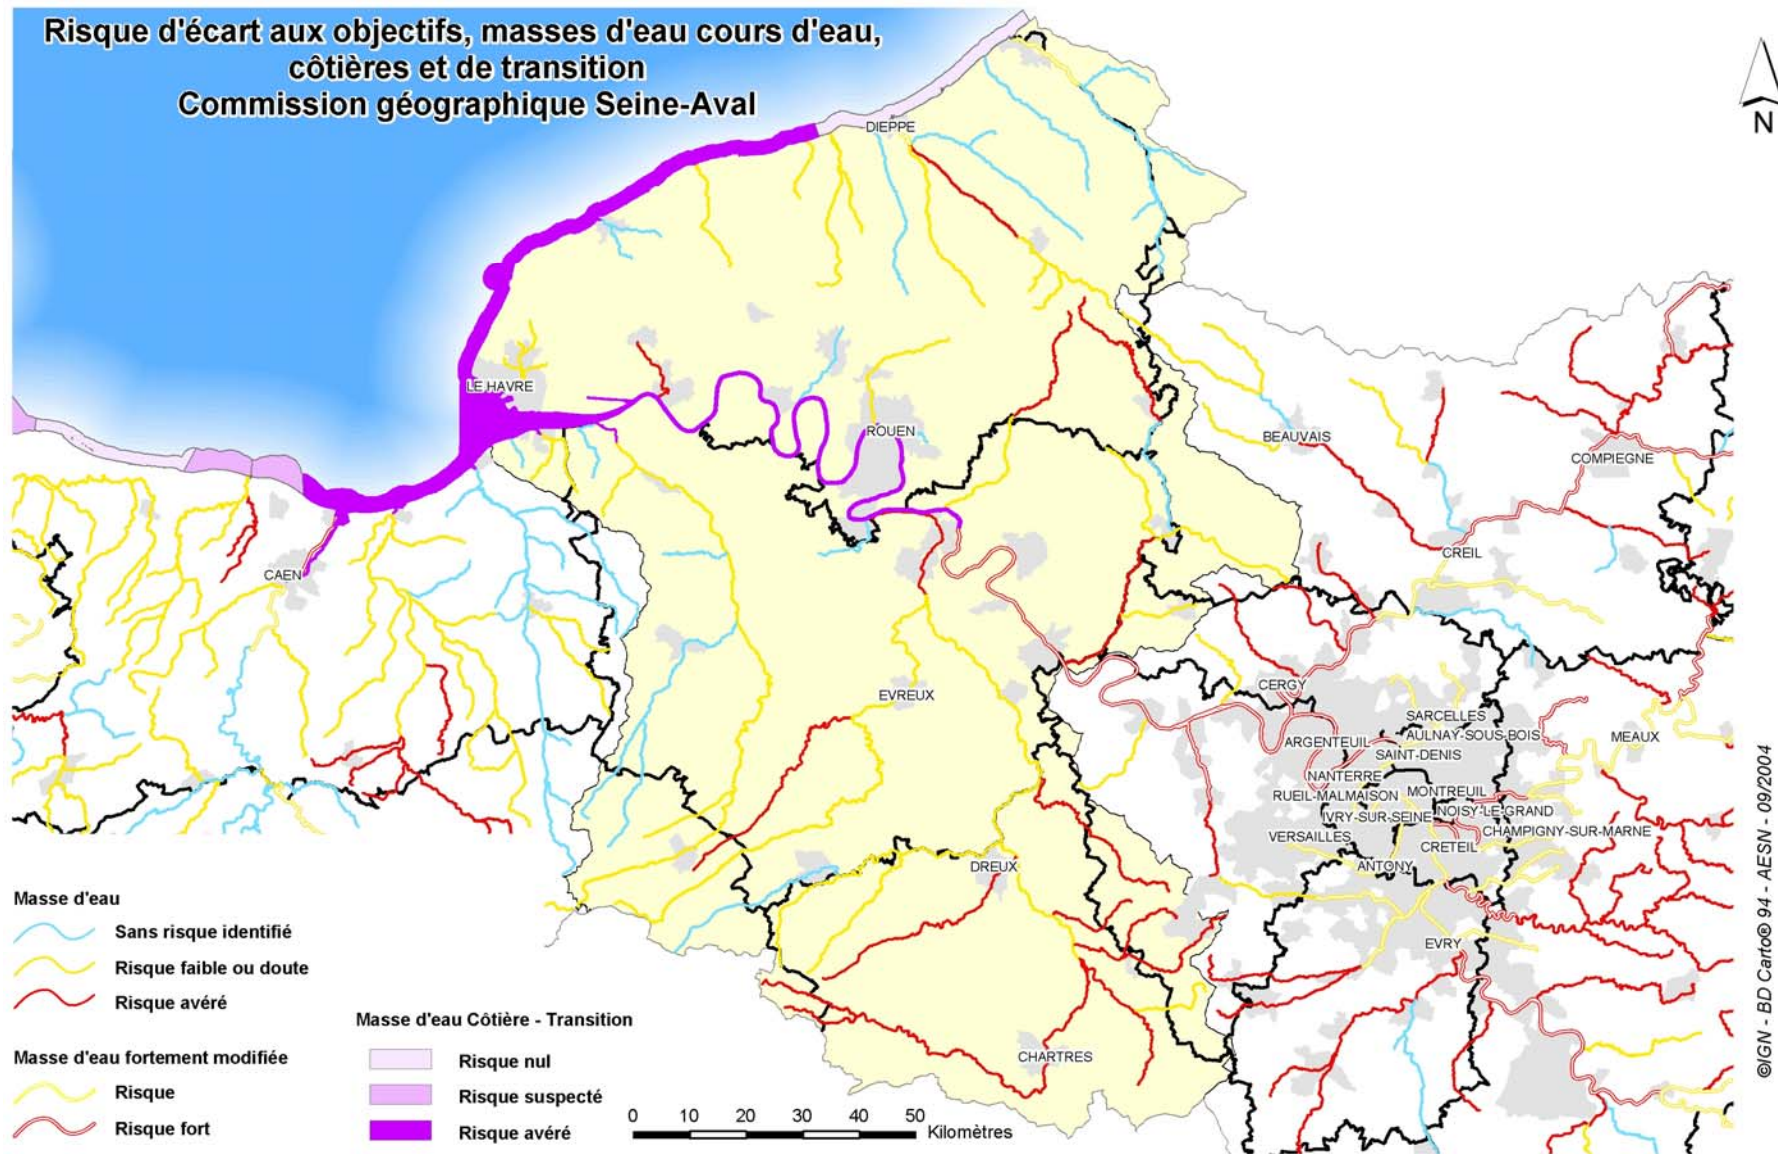 Risque d'écart aux objectifs, masses d'eau cours d'eau,
côtières et de transition
Commission géographique Seine-Aval
N
DIEPPE
LE HAVRE
ROUEN
BEAUVAIS
COMPIEGNE
CREIL
CAEN
CERGY
EVREUX
SARCELLES
AULNAY-SOUS-BOIS
MEAUX
ARGENTEUIL
SAINT-DENIS
NANTERRE
RUEIL-MALMAISON
MONTREUIL
NOISY-LE-GRAND
IVRY-SUR-SEINE
CHAMPIGNY-SUR-MARNE
VERSAILLES
CRETEIL
ANTONY
DREUX
EVRY
CHARTRES
Masse d'eau
Sans risque identifié
Risque faible ou doute
Risque avéré
Masse d'eau fortement modifiée
Risque
Risque fort
Masse d'eau Côtière - Transition
Risque nul
Risque suspecté
Risque avéré
0 10 20 30 40 50
Kilomètres
©IGN - BD Carto® 94 - AESN - 09/2004